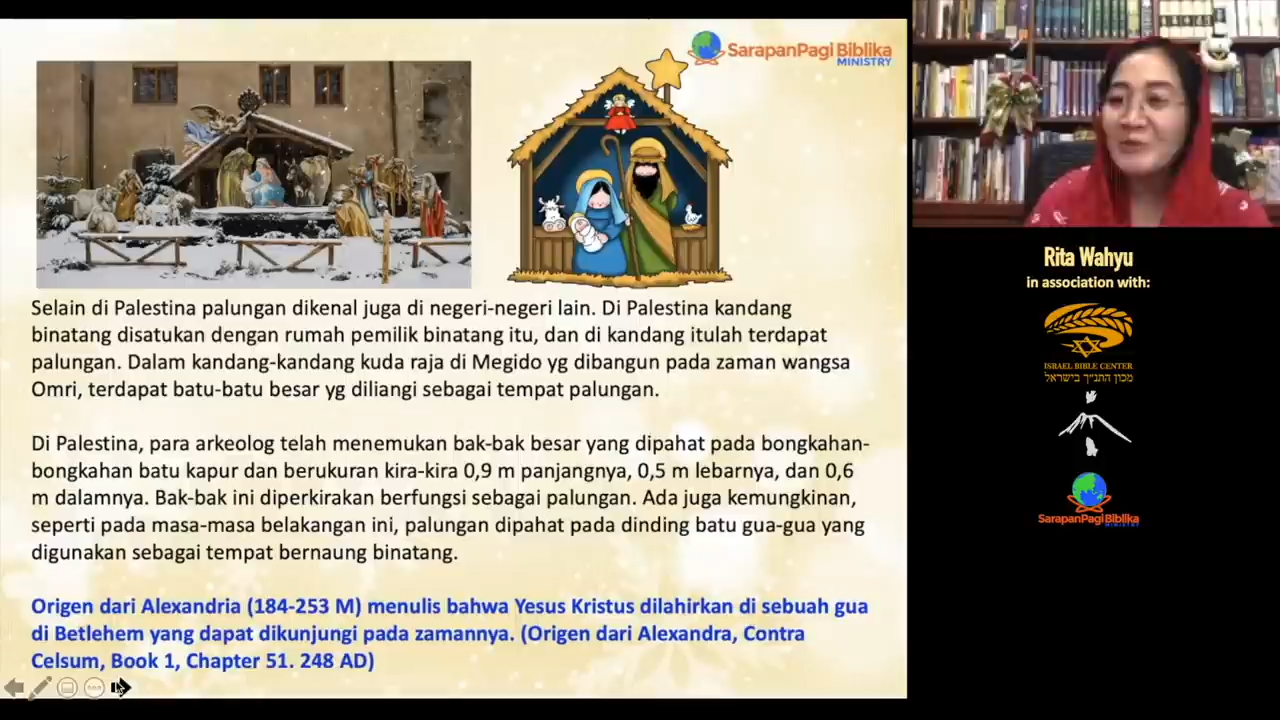 SarapanPagi Biblika
MINISTRY
Selain di Palestina palungan dikenal juga di negeri-negeri lain. Di Palestina kandang
binatang disatukan dengan rumah pemilik binatang itu, dan di kandang itulah terdapat
palungan. Dalam kandang-kandang kuda raja di Megido yg dibangun pada zaman wangsa
Omri, terdapat batu-batu besar yg diliangi sebagai tempat palungan.
Di Palestina, para arkeolog telah menemukan bak-bak besar yang dipahat pada bongkahan-
bongkahan batu kapur dan berukuran kira-kira 0,9 m panjangnya, 0,5 m lebarnya, dan 0,6
m dalamnya. Bak-bak ini diperkirakan berfungsi sebagai palungan. Ada juga kemungkinan,
seperti pada masa-masa belakangan ini, palungan dipahat pada dinding batu gua-gua yang
digunakan sebagai tempat bernaung binatang.
Origen dari Alexandria (184-253 M) menulis bahwa Yesus Kristus dilahirkan di sebuah gua
di Betlehem yang dapat dikunjungi pada zamannya. (Origen dari Alexandra, Contra
Celsum, Book 1, Chapter 51. 248 AD)
Rita Wahyu
in association with:
ISRAEL BIBLE CENTER
מכון התנ״ך בישראל
SarapanPagi Biblika
MINISTRY